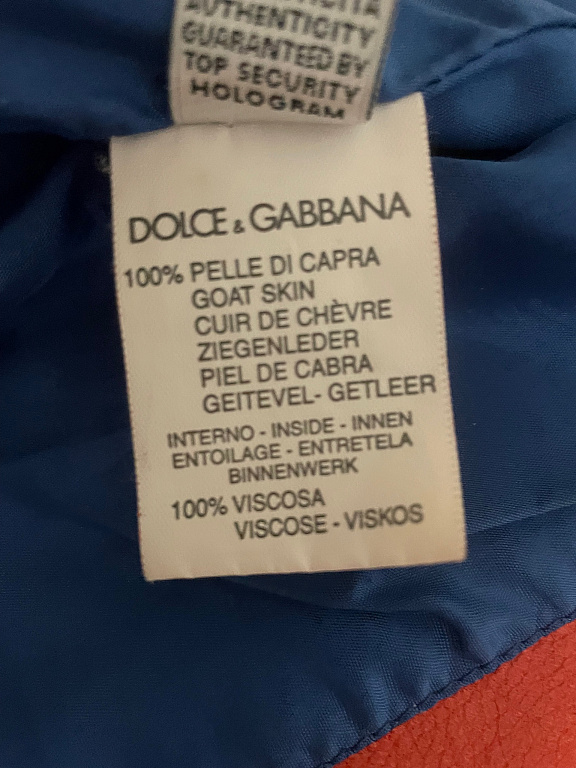 AUTHENTICITY
GUARANTEED BY
TOP SECURITY
HOLOGRAM
DOLCE & GABBANA
100% PELLE DI CAPRA
GOAT SKIN
CUIR DE CHÈVRE
ZIEGENLEDER
PIEL DE CABRA
GEITEVEL- GETLEER
INTERNO - INSIDE - INNEN
ENTOILAGE - ENTRETELA
BINNENWERK
100% VISCOSA
VISCOSE - VISKOS